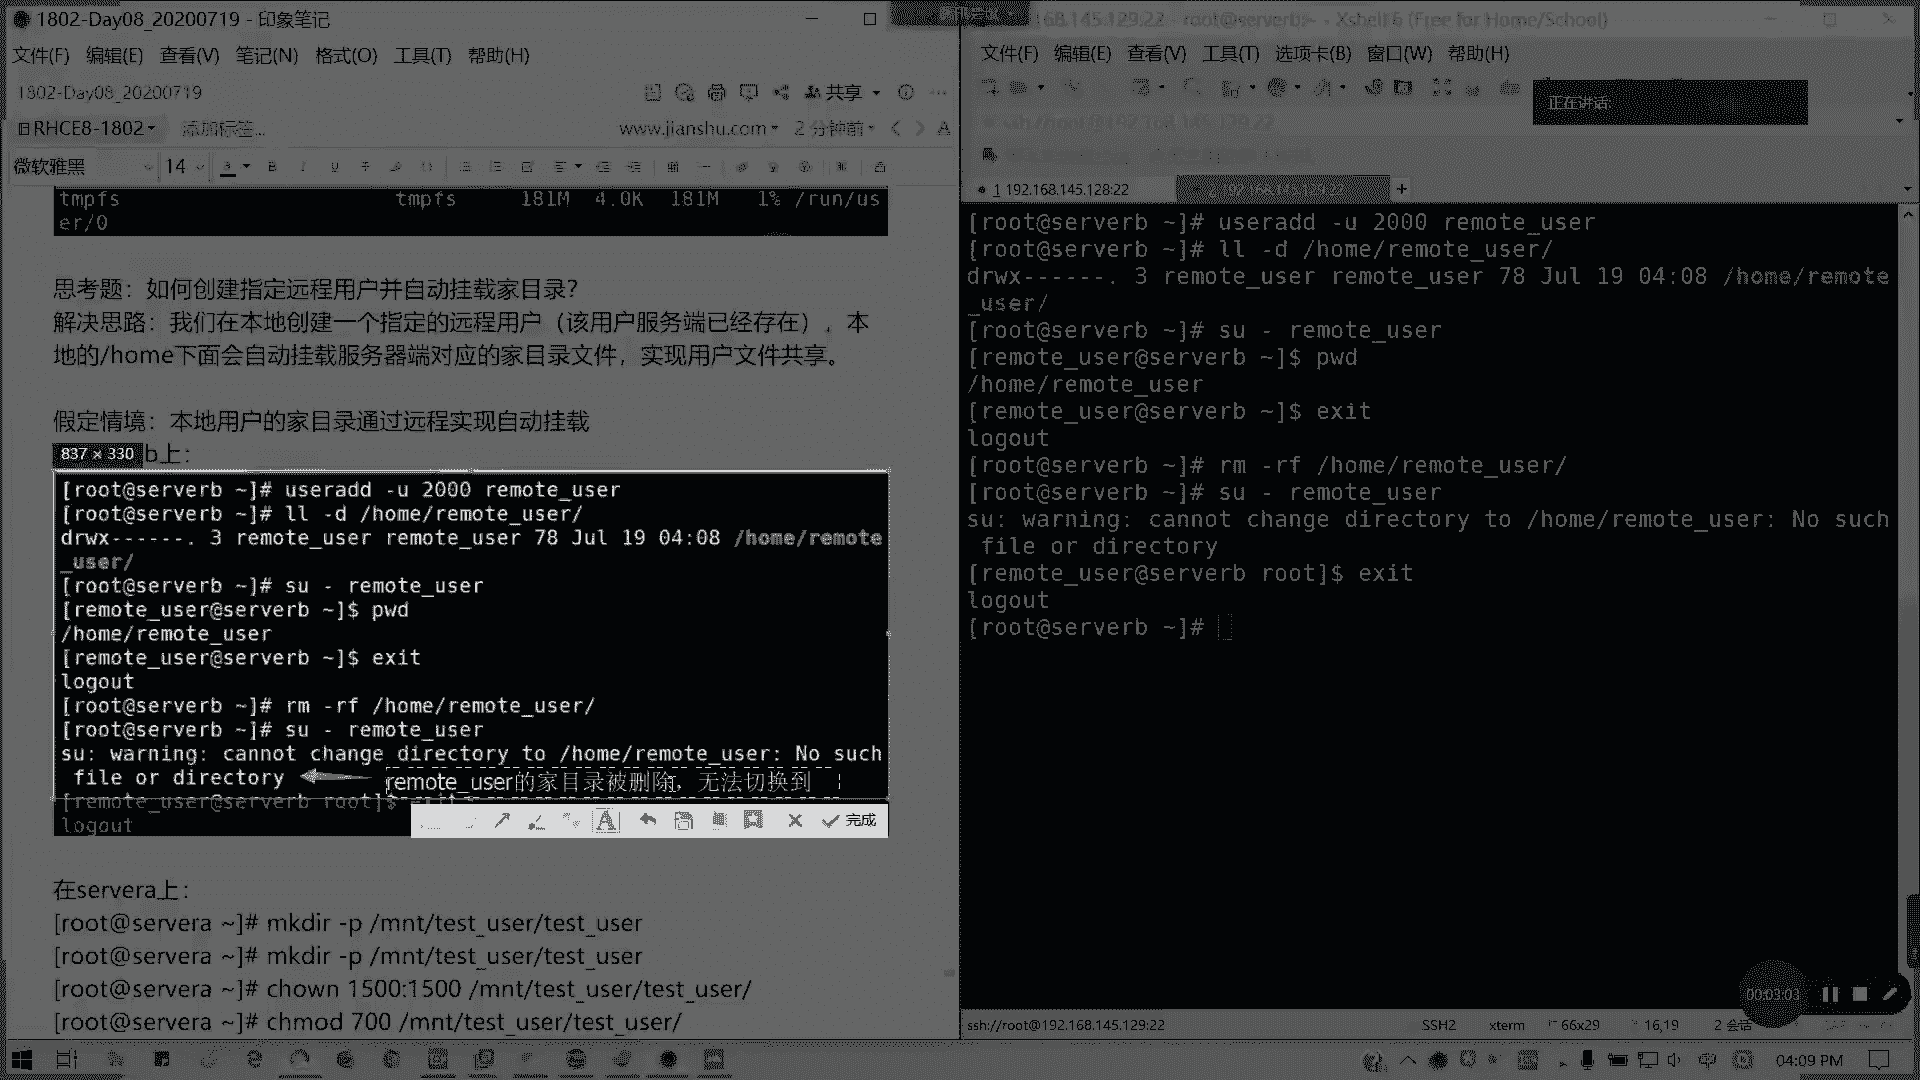 1802-Day08_20200719 - 印象笔记
文件(F) 编辑(E) 查看(V) 笔记(N) 格式(O) 工具(T) 帮助(H)
1802-Day08_20200719
共享
RHCE8-1802
添加标签...
www.jianshu.com
2 分钟前
微软雅黑
14
tmpfs tmpfs 181M 4.0K 181M 1% /run/us
er/0
思考题：如何创建指定远程用户并自动挂载家目录？
解决思路：我们在本地创建一个指定的远程用户（该用户服务端已经存在），本
地的/home下面会自动挂载服务器端对应的家目录文件，实现用户文件共享。
假定情境：本地用户的家目录通过远程实现自动挂载
837 × 330
b上：
[root@serverb ~]# useradd -u 2000 remote_user
[root@serverb ~]# ll -d /home/remote_user/
drwx------. 3 remote_user remote_user 78 Jul 19 04:08 /home/remote
_user/
[root@serverb ~]# su - remote_user
[remote_user@serverb ~]$ pwd
/home/remote_user
[remote_user@serverb ~]$ exit
logout
[root@serverb ~]# rm -rf /home/remote_user/
[root@serverb ~]# su - remote_user
su: warning: cannot change directory to /home/remote_user: No such
file or directory
remote_user的家目录被删除，无法切换到
[remote_user@serverb root]$ exit
logout
完成
在servera上：
[root@servera ~]# mkdir -p /mnt/test_user/test_user
[root@servera ~]# mkdir -p /mnt/test_user/test_user
[root@servera ~]# chown 1500:1500 /mnt/test_user/test_user/
[root@servera ~]# chmod 700 /mnt/test_user/test_user/
168.145.129:22 - root@serverb:~ - Xshell 6 (Free for Home/School)
文件(F) 编辑(E) 查看(V) 工具(T) 选项卡(B) 窗口(W) 帮助(H)
正在讲话:
ssh://root@192.168.145.129:22
1 192.168.145.128:22
2 192.168.145.129:22
[root@serverb ~]# useradd -u 2000 remote_user
[root@serverb ~]# ll -d /home/remote_user/
drwx------. 3 remote_user remote_user 78 Jul 19 04:08 /home/remote
_user/
[root@serverb ~]# su - remote_user
[remote_user@serverb ~]$ pwd
/home/remote_user
[remote_user@serverb ~]$ exit
logout
[root@serverb ~]# rm -rf /home/remote_user/
[root@serverb ~]# su - remote_user
su: warning: cannot change directory to /home/remote_user: No such
file or directory
[remote_user@serverb root]$ exit
logout
[root@serverb ~]#
00:03:03
ssh://root@192.168.145.129:22
SSH2
xterm
66x29
16,19
2 会话
04:09 PM